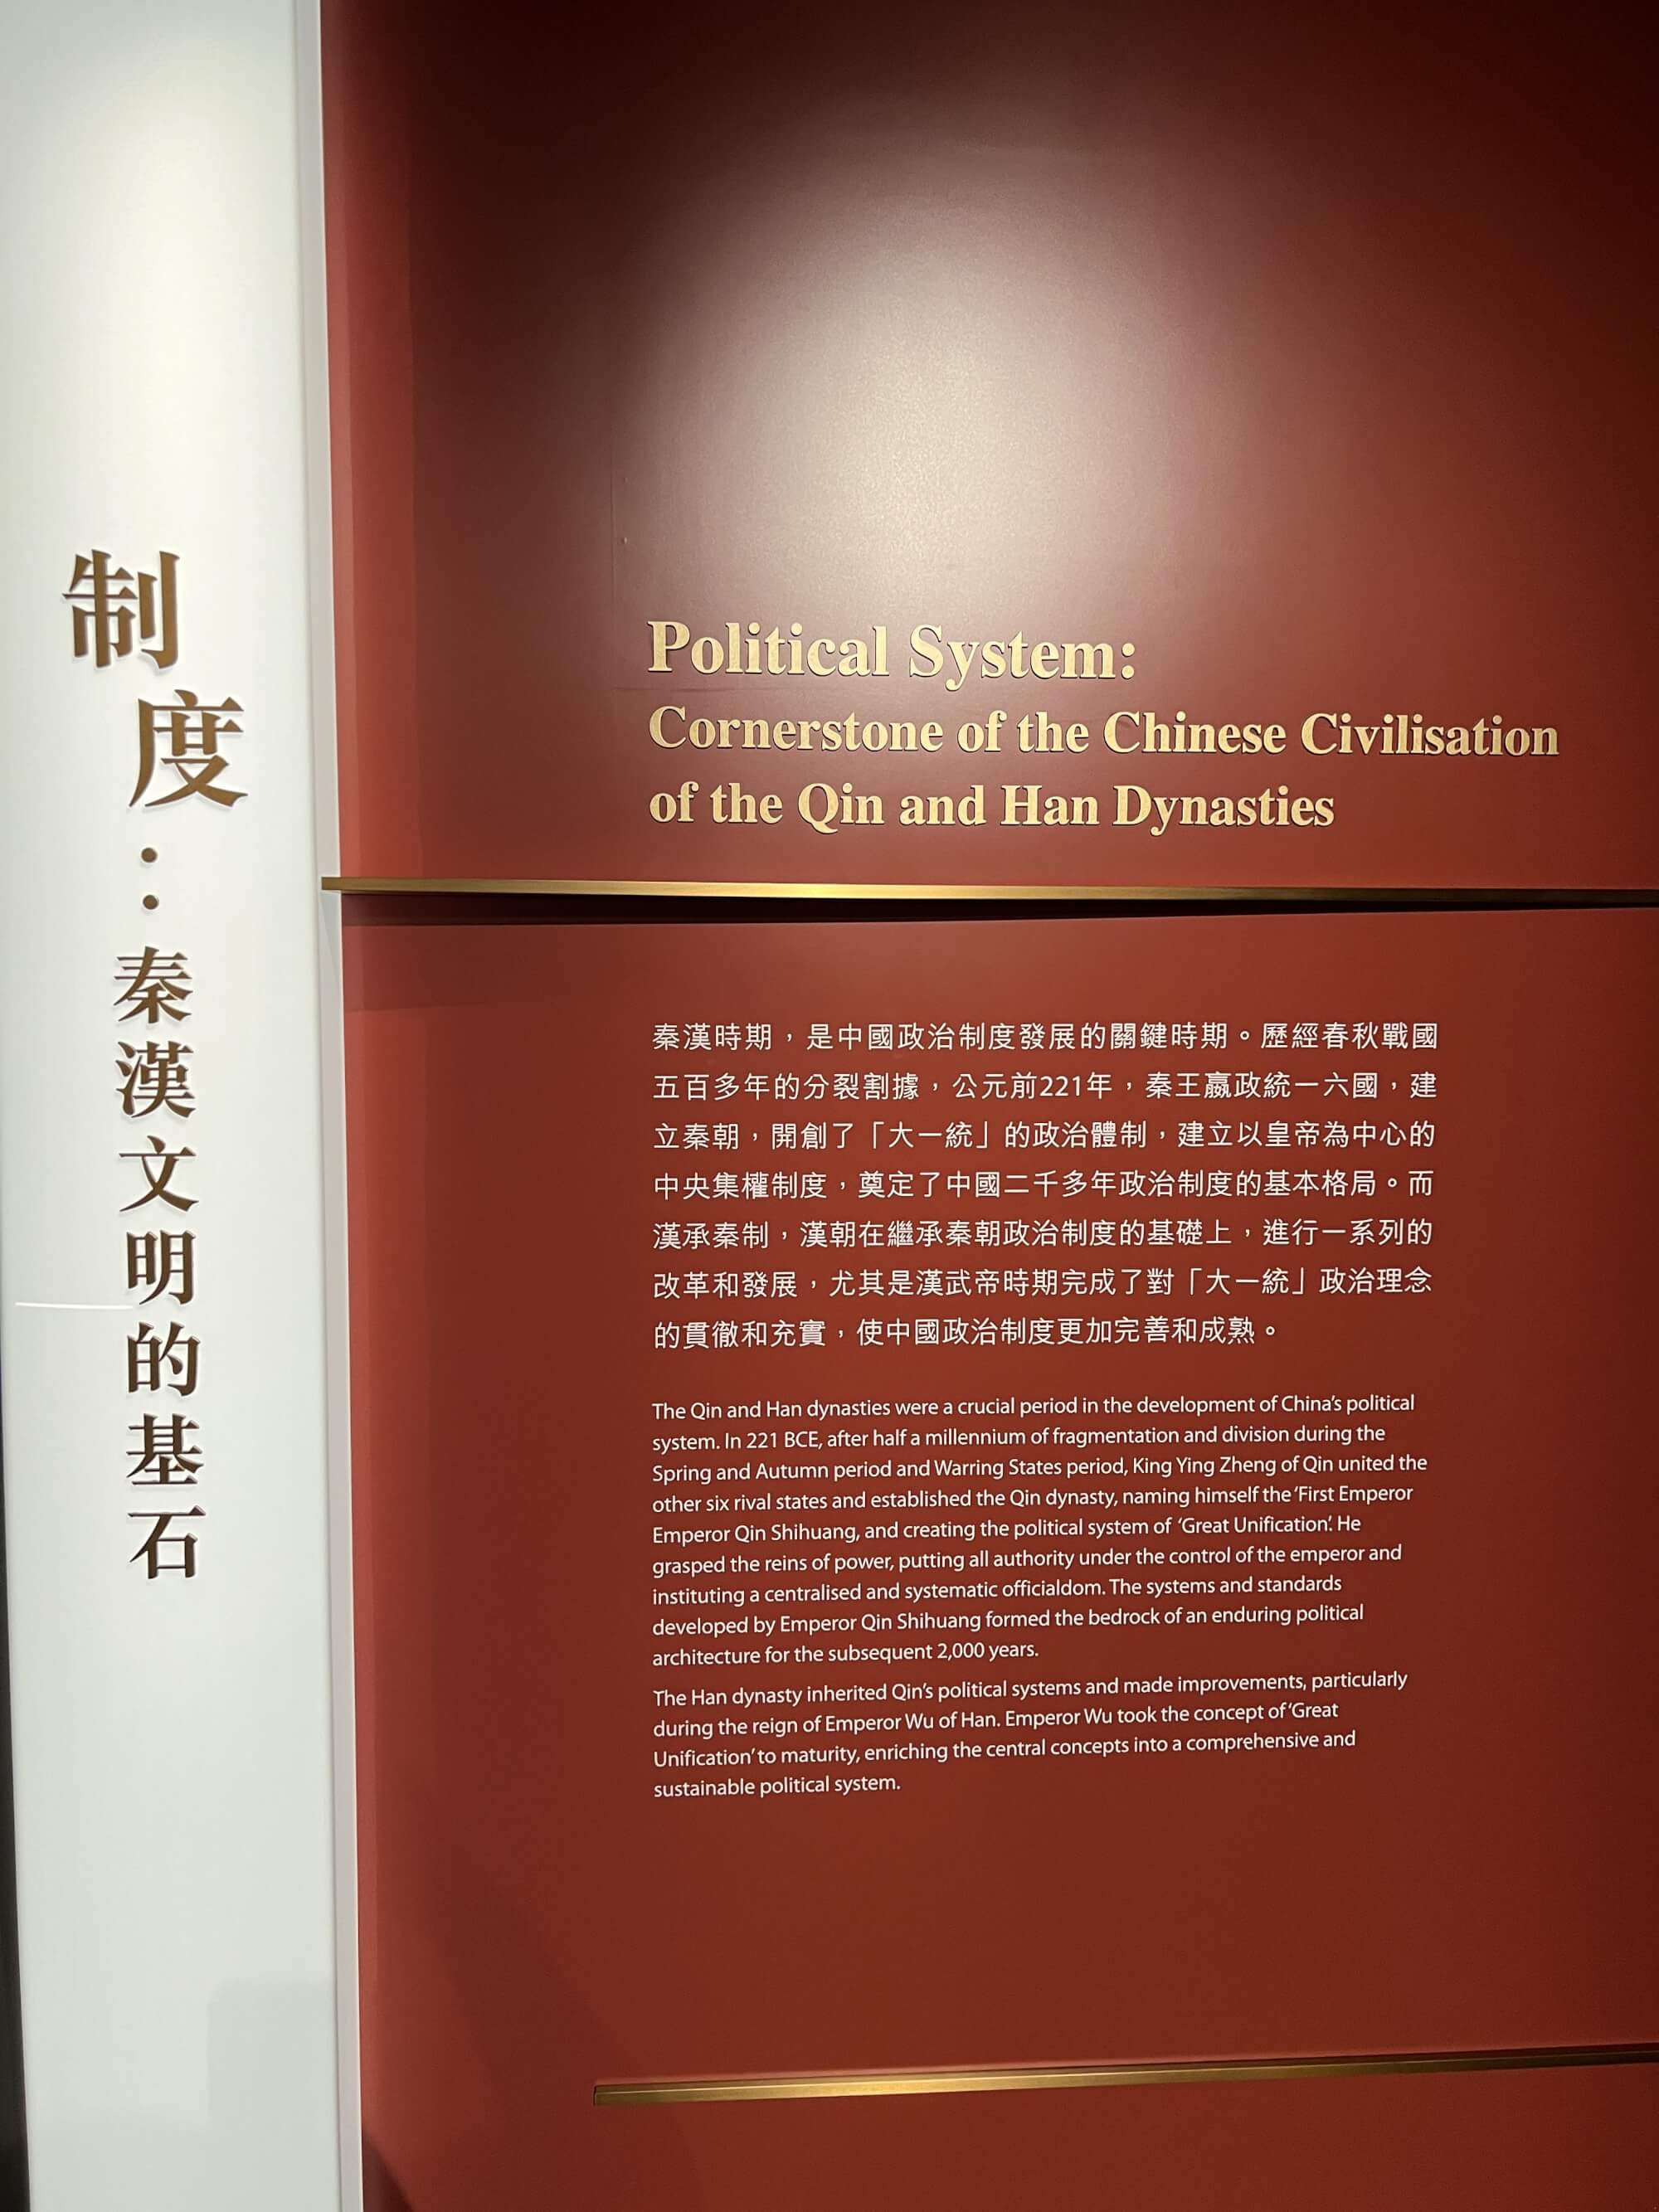 制度：秦漢文明的基石
Political System:
Cornerstone of the Chinese Civilisation
of the Qin and Han Dynasties
秦漢時期，是中國政治制度發展的關鍵時期。歷經春秋戰國
五百多年的分裂割據，公元前221年，秦王嬴政統一六國，建
立秦朝，開創了「大一統」的政治體制，建立以皇帝為中心的
中央集權制度，奠定了中國二千多年政治制度的基本格局。而
漢承秦制，漢朝在繼承秦朝政治制度的基礎上，進行一系列的
改革和發展，尤其是漢武帝時期完成了對「大一統」政治理念
的貫徹和充實，使中國政治制度更加完善和成熟。
The Qin and Han dynasties were a crucial period in the development of China's political
system. In 221 BCE, after half a millennium of fragmentation and division during the
Spring and Autumn period and Warring States period, King Ying Zheng of Qin united the
other six rival states and established the Qin dynasty, naming himself the ‘First Emperor
Emperor Qin Shihuang, and creating the political system of ‘Great Unification’. He
grasped the reins of power, putting all authority under the control of the emperor and
instituting a centralised and systematic officialdom. The systems and standards
developed by Emperor Qin Shihuang formed the bedrock of an enduring political
architecture for the subsequent 2,000 years.
The Han dynasty inherited Qin's political systems and made improvements, particularly
during the reign of Emperor Wu of Han. Emperor Wu took the concept of ‘Great
Unification’ to maturity, enriching the central concepts into a comprehensive and
sustainable political system.